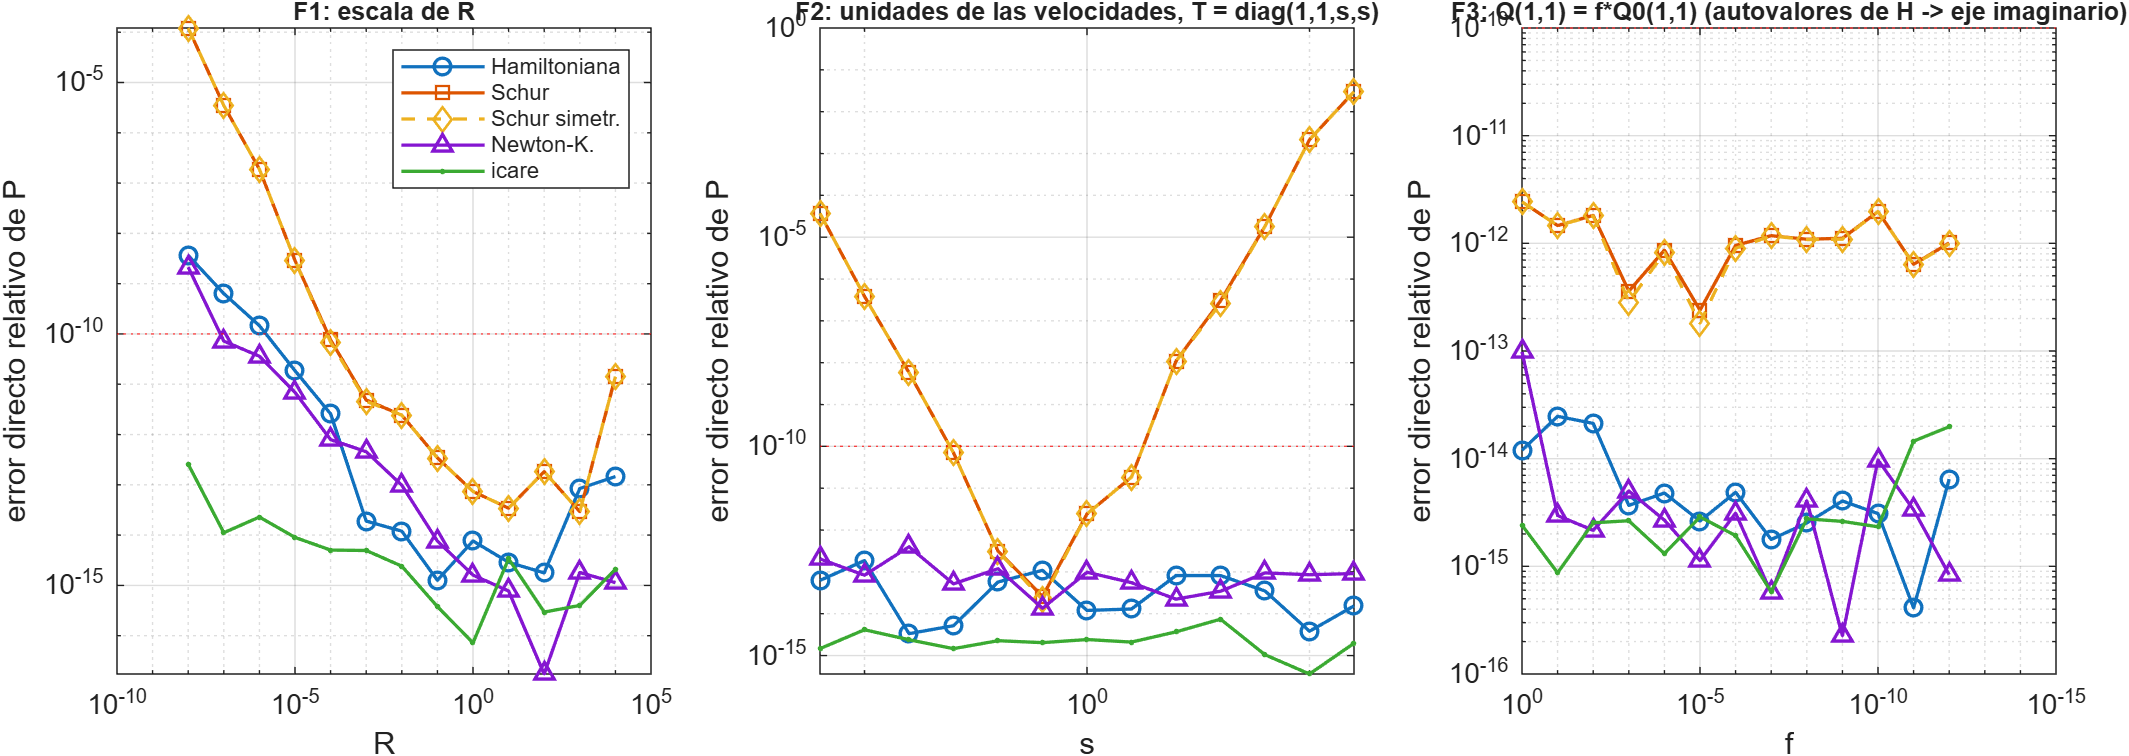 F1: escala de R
10^-5
10^-10
10^-15
10^-10
10^-5
10^0
10^5
R
error directo relativo de P
Hamiltoniana
Schur
Schur simetr.
Newton-K.
icare
F2: unidades de las velocidades, T = diag(1,1,s,s)
10^0
10^-5
10^-10
10^-15
10^0
s
error directo relativo de P
F3: Q(1,1) = f*Q0(1,1) (autovalores de H -> eje imaginario)
10^-10
10^-11
10^-12
10^-13
10^-14
10^-15
10^-16
10^0
10^-5
10^-10
10^-15
f
error directo relativo de P